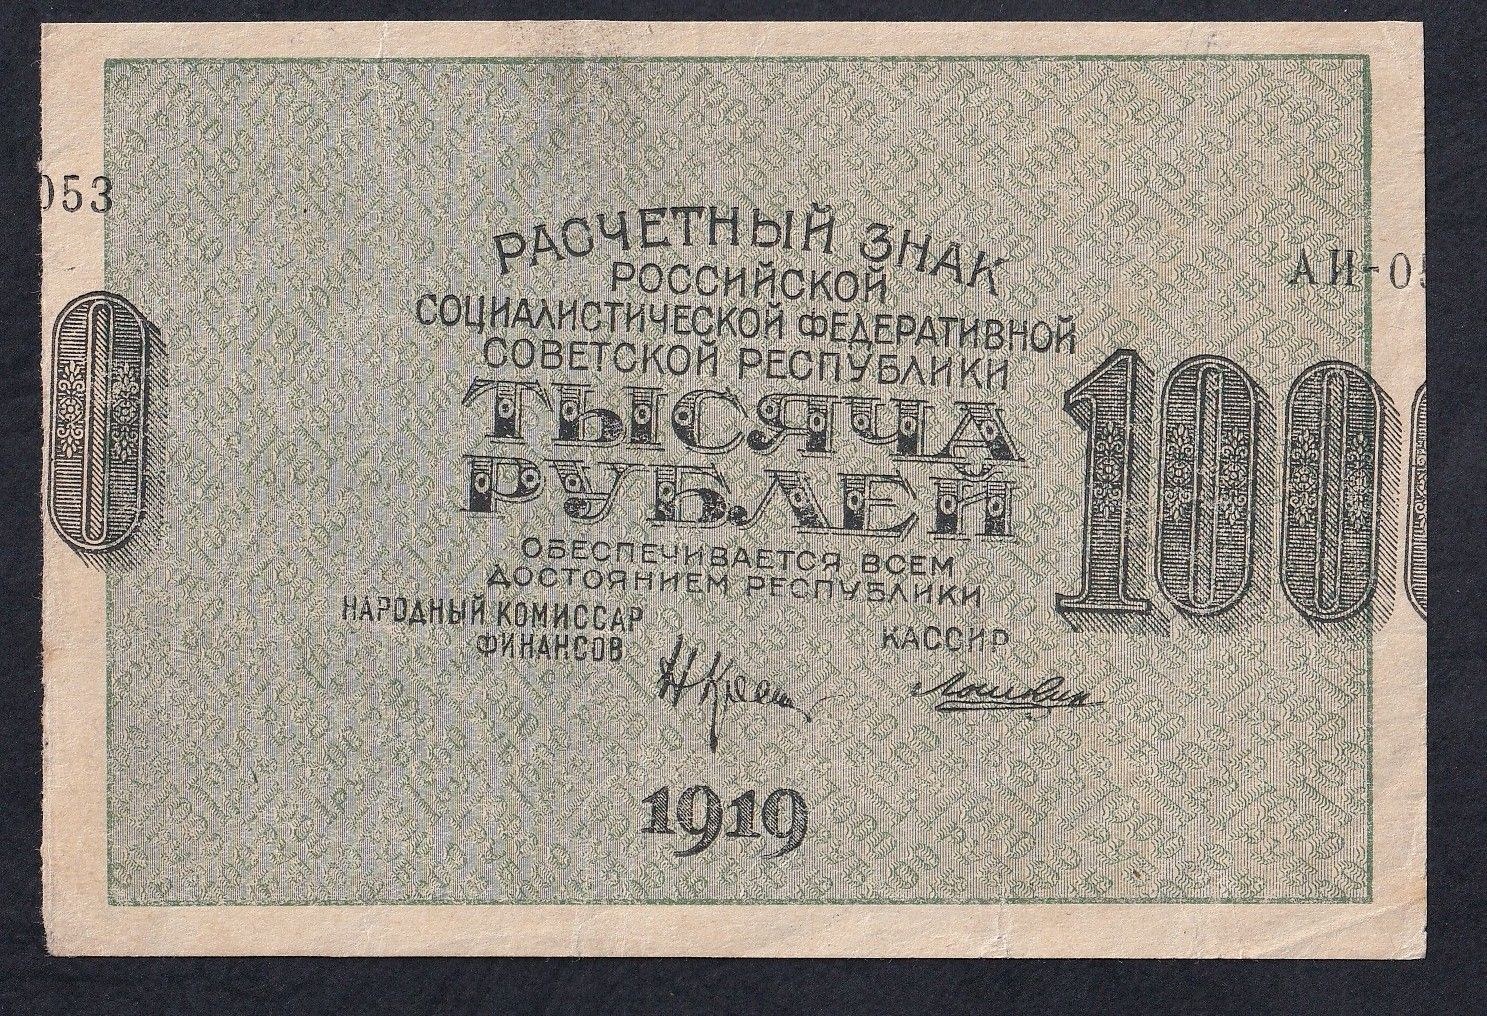 053
АИ-05
РАСЧЕТНЫЙ ЗНАК
РОССИЙСКОЙ
СОЦИАЛИСТИЧЕСКОЙ ФЕДЕРАТИВНОЙ
СОВЕТСКОЙ РЕСПУБЛИКИ
ТЫСЯЧА
РУБЛЕЙ
0
100
ОБЕСПЕЧИВАЕТСЯ ВСЕМ
ДОСТОЯНИЕМ РЕСПУБЛИКИ
НАРОДНЫЙ КОМИССАР
ФИНАНСОВ
КАССИР
1919